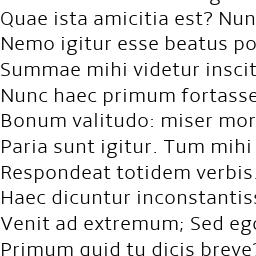 Quae ista amicitia est? Nun
Nemo igitur esse beatus po
Summae mihi videtur inscit
Nunc haec primum fortasse
Bonum valitudo: miser mor
Paria sunt igitur. Tum mihi
Respondeat totidem verbis.
Haec dicuntur inconstantis
Venit ad extremum; Sed eg
Primum quid tu dicis breve?